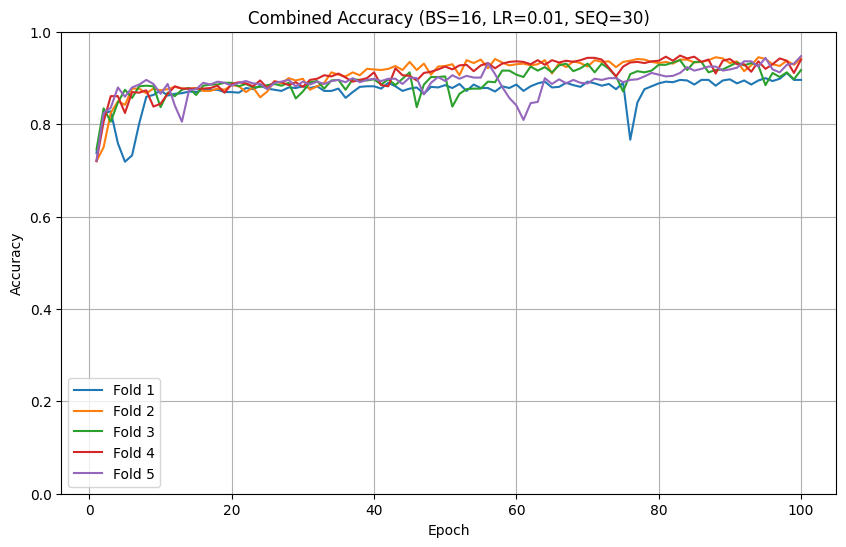 Combined Accuracy (BS=16, LR=0.01, SEQ=30)
1.0
0.8
0.6
0.4
0.2
0.0
Accuracy
Fold 1
Fold 2
Fold 3
Fold 4
Fold 5
0 20 40 60 80 100
Epoch